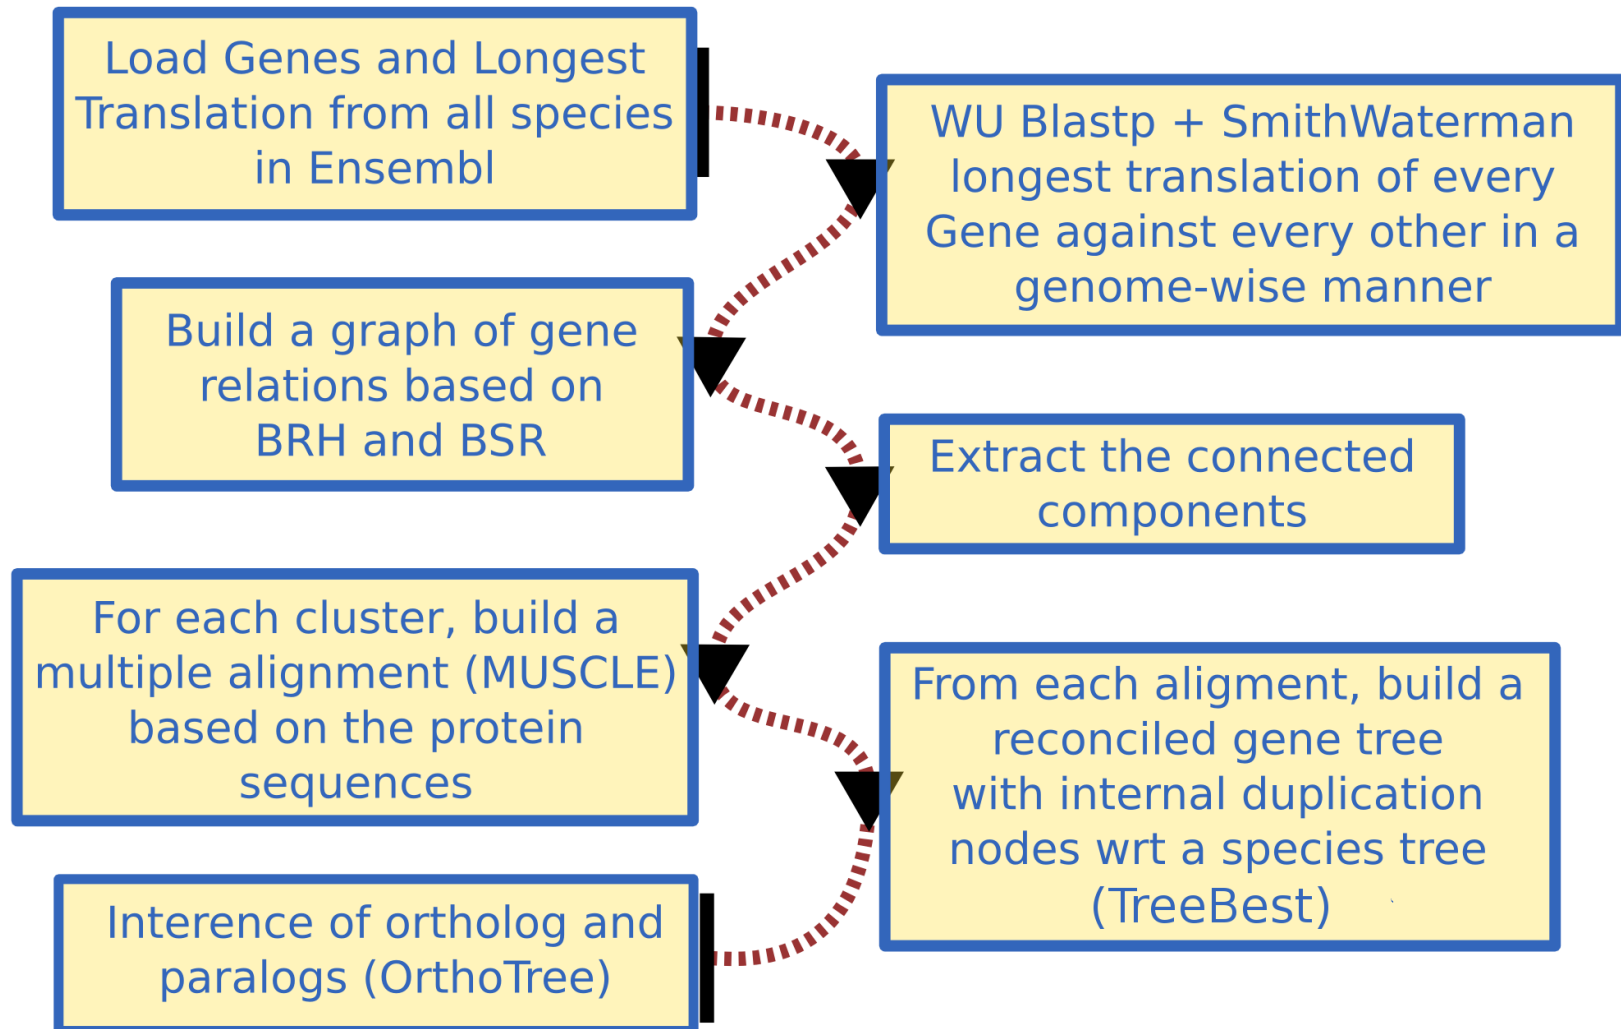 Load Genes and Longest
Translation from all species
in Ensembl
WU Blastp + SmithWaterman
longest translation of every
Gene against every other in a
genome-wise manner
Build a graph of gene
relations based on
BRH and BSR
Extract the connected
components
For each cluster, build a
multiple alignment (MUSCLE)
based on the protein
sequences
From each aligment, build a
reconciled gene tree
with internal duplication
nodes wrt a species tree
(TreeBest)
Interence of ortholog and
paralogs (OrthoTree)